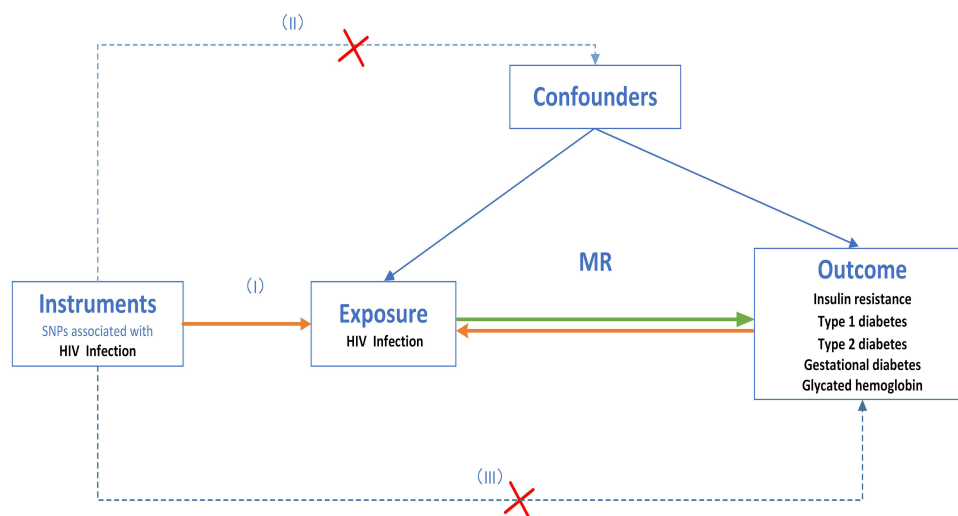 (II)
Confounders
MR
(I)
Instruments
SNPs associated with
HIV Infection
Exposure
HIV Infection
Outcome
Insulin resistance
Type 1 diabetes
Type 2 diabetes
Gestational diabetes
Glycated hemoglobin
(III)